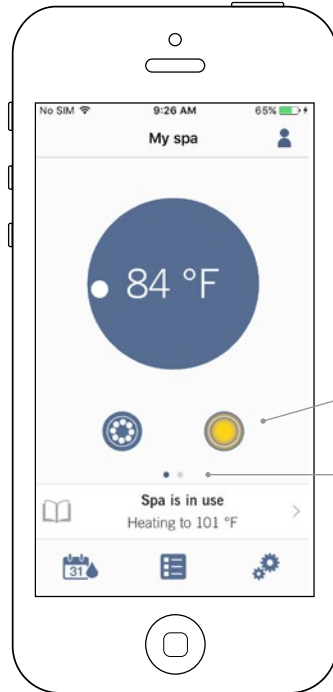 No SIM 9:26 AM 65%
My spa
84 °F
Spa is in use
Heating to 101 °F
31